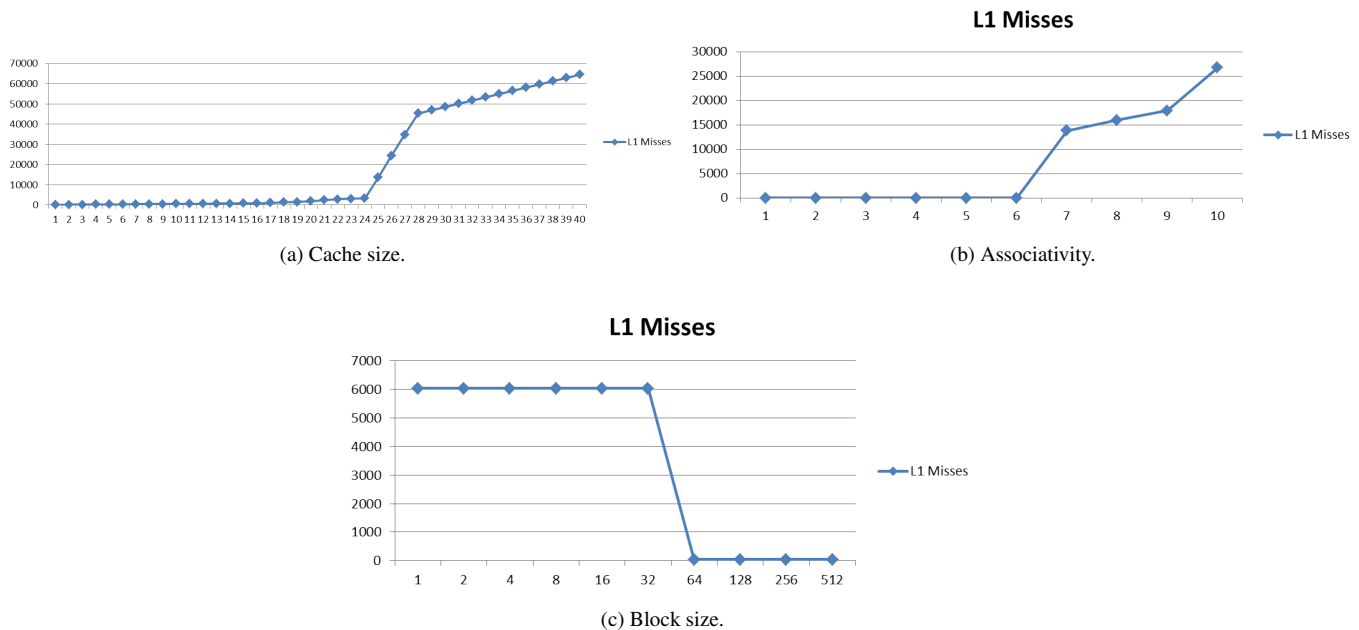 70000
60000
50000
40000
30000
20000
10000
0
1 2 3 4 5 6 7 8 9 10 11 12 13 14 15 16 17 18 19 20 21 22 23 24 25 26 27 28 29 30 31 32 33 34 35 36 37 38 39 40
L1 Misses
(a) Cache size.
L1 Misses
30000
25000
20000
15000
10000
5000
0
1 2 3 4 5 6 7 8 9 10
L1 Misses
(b) Associativity.
L1 Misses
7000
6000
5000
4000
3000
2000
1000
0
1 2 4 8 16 32 64 128 256 512
L1 Misses
(c) Block size.